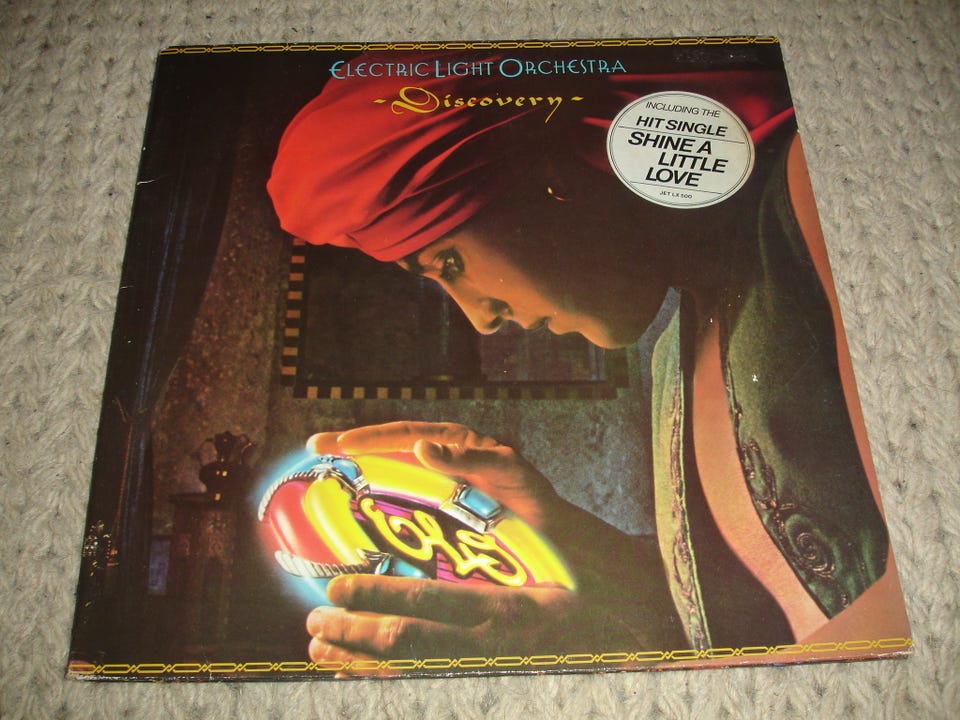 ELECTRIC LIGHT ORCHESTRA
-Discovery-
INCLUDING THE
HIT SINGLE
SHINE A
LITTLE
LOVE
JET LX 500
ELO